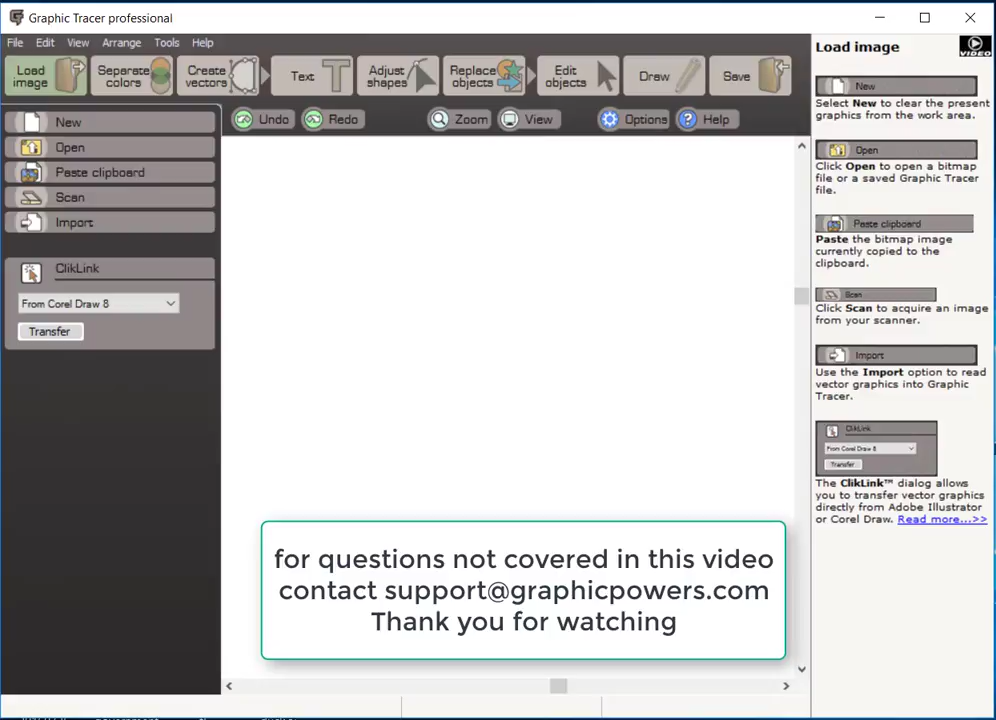 Graphic Tracer professional
File Edit View Arrange Tools Help
Load image
Separate colors
Create vectors
Text
Adjust shapes
Replace objects
Edit objects
Draw
Save
Undo
Redo
Zoom
View
Options
Help
New
Open
Paste clipboard
Scan
Import
ClikLink
From Corel Draw 8
Transfer
Load image
VIDEO
New
Select New to clear the present
graphics from the work area.
Open
Click Open to open a bitmap
file or a saved Graphic Tracer
file.
Paste clipboard
Paste the bitmap image
currently copied to the
clipboard.
Scan
Click Scan to acquire an image
from your scanner.
Import
Use the Import option to read
vector graphics into Graphic
Tracer.
ClikLink
From Corel Draw 8
Transfer
The ClikLink™ dialog allows
you to transfer vector graphics
directly from Adobe Illustrator
or Corel Draw. Read more...>>
for questions not covered in this video
contact support@graphicpowers.com
Thank you for watching